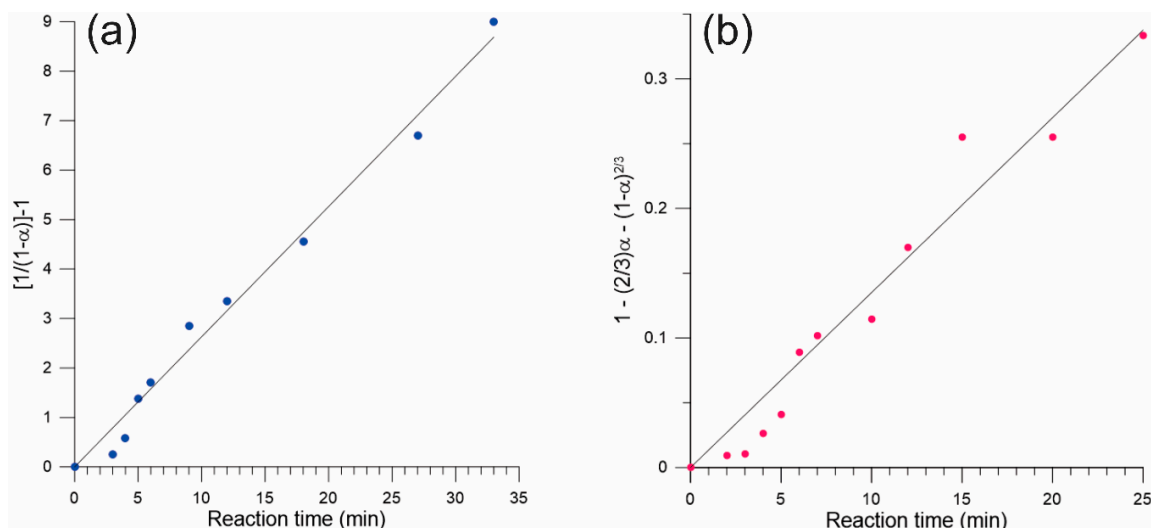 (a)
9
8
7
6
5
4
3
2
1
0
[1/(1-α)]-1
0 5 10 15 20 25 30 35
Reaction time (min)
(b)
0.3
0.2
0.1
0
1 - (2/3)α - (1-α)^2/3
0 5 10 15 20 25
Reaction time (min)